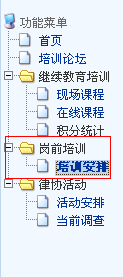 功能菜单
首页
培训论坛
继续教育培训
现场课程
在线课程
积分统计
岗前培训
培训安排
律协活动
活动安排
当前调查